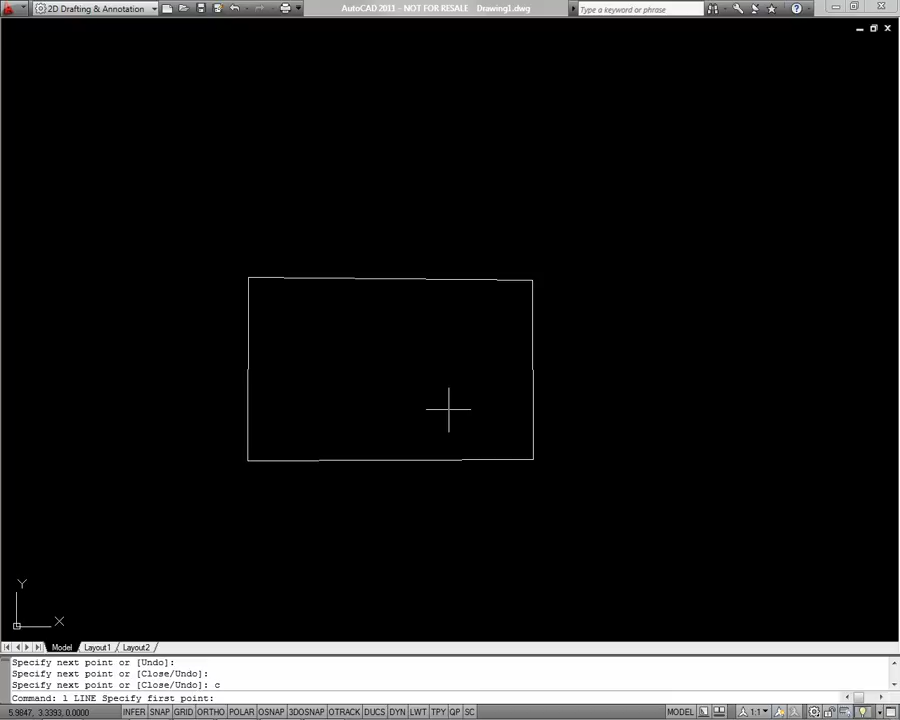 2D Drafting & Annotation AutoCAD 2011 - NOT FOR RESALE Drawing1.dwg Type a keyword or phrase
Y
X
Model Layout1 Layout2
Specify next point or [Undo]:
Specify next point or [Close/Undo]:
Specify next point or [Close/Undo]: c
Command: l LINE Specify first point:
5.9847, 3.3393, 0.0000 INFER SNAP GRID ORTHO POLAR OSNAP 3DOSNAP OTRACK DUCS DYN LWT TPY QP SC MODEL 1:1